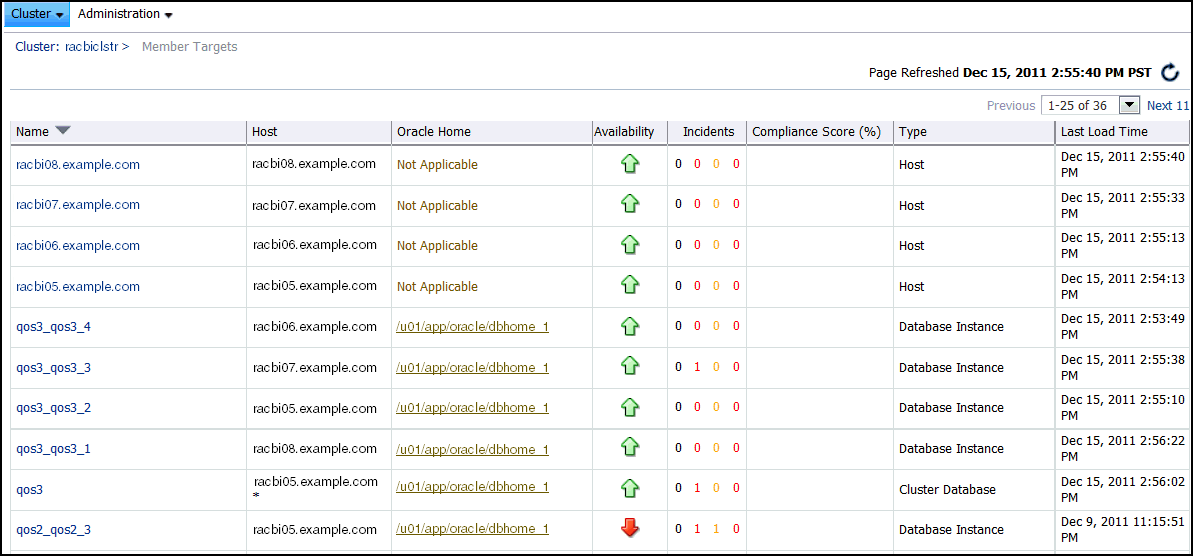 Cluster Administration
Cluster: racbiclstr > Member Targets
Page Refreshed Dec 15, 2011 2:55:40 PM PST
Previous 1-25 of 36 Next 11
Name Host Oracle Home Availability Incidents Compliance Score (%) Type Last Load Time
racbi08.example.com racbi08.example.com Not Applicable 0 0 0 0 Host Dec 15, 2011 2:55:40
PM
racbi07.example.com racbi07.example.com Not Applicable 0 0 0 0 Host Dec 15, 2011 2:55:33
PM
racbi06.example.com racbi06.example.com Not Applicable 0 0 0 0 Host Dec 15, 2011 2:55:13
PM
racbi05.example.com racbi05.example.com Not Applicable 0 0 0 0 Host Dec 15, 2011 2:54:13
PM
qos3_qos3_4 racbi06.example.com /u01/app/oracle/dbhome_1 0 0 0 0 Database Instance Dec 15, 2011 2:53:49
PM
qos3_qos3_3 racbi07.example.com /u01/app/oracle/dbhome_1 0 1 0 0 Database Instance Dec 15, 2011 2:55:38
PM
qos3_qos3_2 racbi05.example.com /u01/app/oracle/dbhome_1 0 0 0 0 Database Instance Dec 15, 2011 2:55:10
PM
qos3_qos3_1 racbi08.example.com /u01/app/oracle/dbhome_1 0 0 0 0 Database Instance Dec 15, 2011 2:56:22
PM
qos3 racbi05.example.com /u01/app/oracle/dbhome_1 0 1 0 0 Cluster Database Dec 15, 2011 2:56:02
* PM
qos2_qos2_3 racbi05.example.com /u01/app/oracle/dbhome_1 0 1 1 0 Database Instance Dec 9, 2011 11:15:51
PM